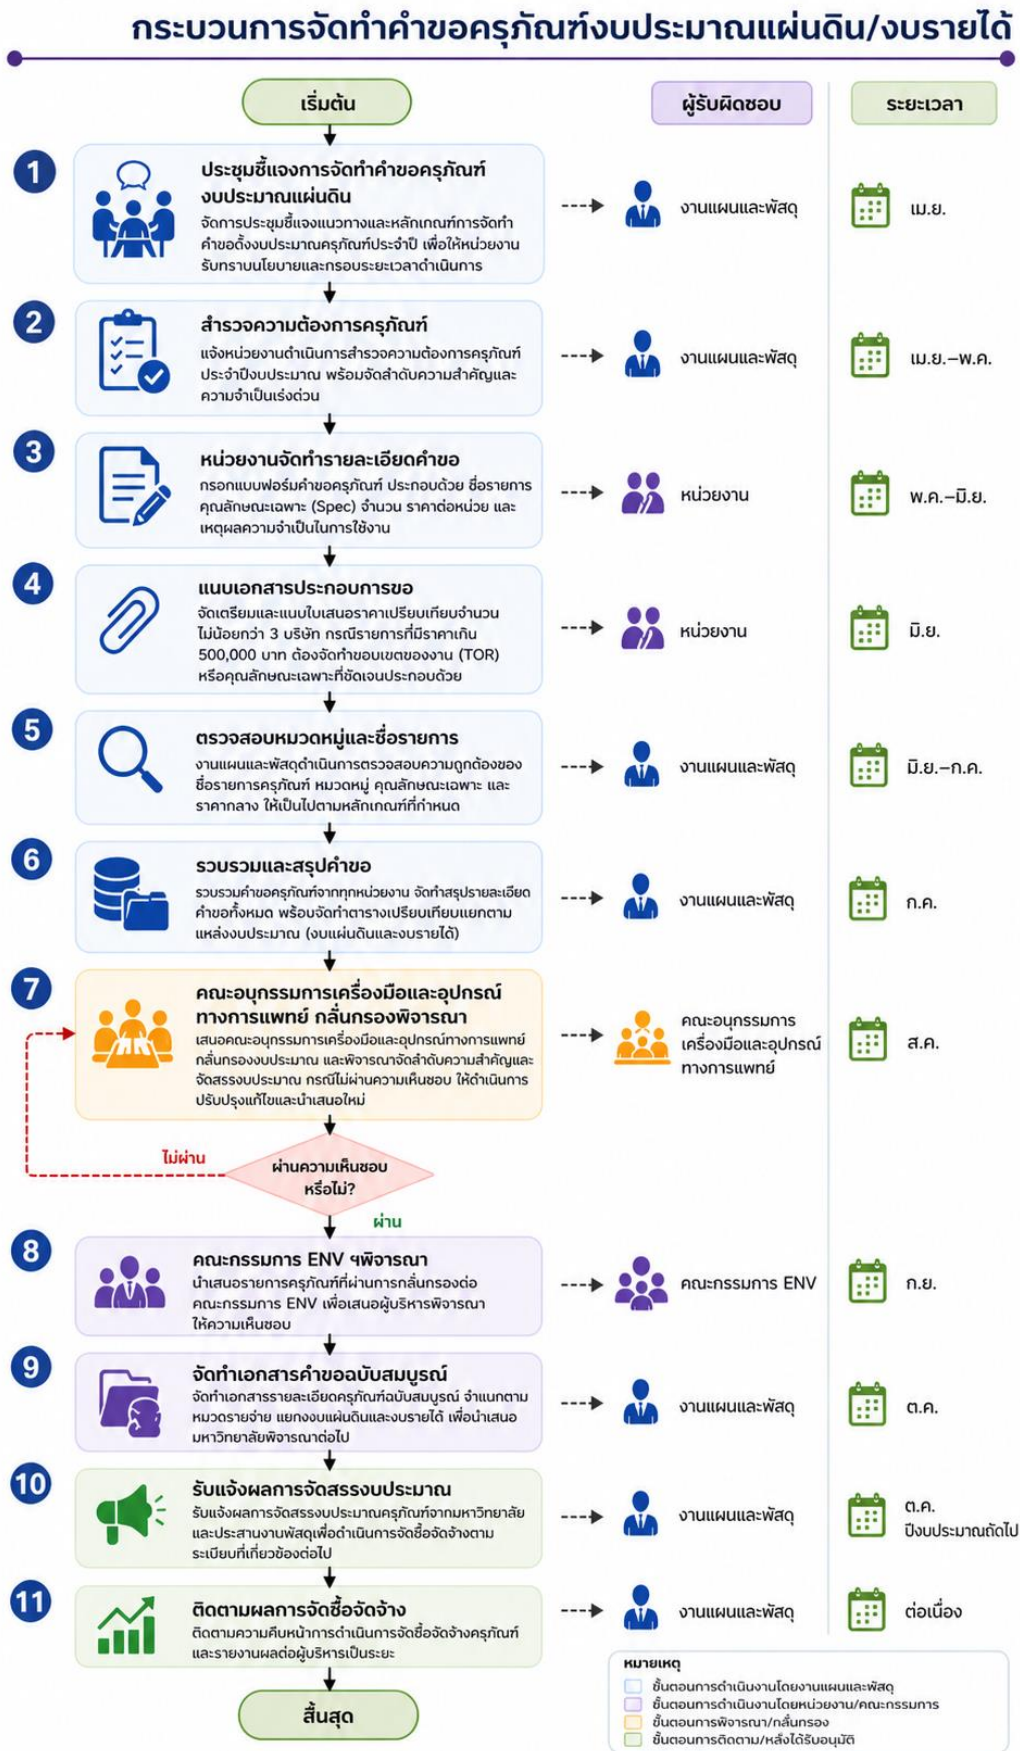 กระบวนการจัดทำคำขอครุภัณฑ์งบประมาณแผ่นดิน/งบรายได้
เริ่มต้น
ผู้รับผิดชอบ
ระยะเวลา
1
ประชุมชี้แจงการจัดทำคำขอครุภัณฑ์
งบประมาณแผ่นดิน
จัดการประชุมชี้แจงแนวทางและหลักเกณฑ์การจัดทำ
คำขอตั้งงบประมาณครุภัณฑ์ประจำปี เพื่อให้หน่วยงาน
รับทราบนโยบายและกรอบระยะเวลาดำเนินการ
งานแผนและพัสดุ
เม.ย.
2
สำรวจความต้องการครุภัณฑ์
แจ้งหน่วยงานดำเนินการสำรวจความต้องการครุภัณฑ์
ประจำปีงบประมาณ พร้อมจัดลำดับความสำคัญและ
ความจำเป็นเร่งด่วน
งานแผนและพัสดุ
เม.ย.–พ.ค.
3
หน่วยงานจัดทำรายละเอียดคำขอ
กรอกแบบฟอร์มคำขอครุภัณฑ์ ประกอบด้วย ชื่อรายการ
คุณลักษณะเฉพาะ (Spec) จำนวน ราคาต่อหน่วย และ
เหตุผลความจำเป็นในการใช้งาน
หน่วยงาน
พ.ค.–มิ.ย.
4
แนบเอกสารประกอบการขอ
จัดเตรียมและแนบใบเสนอราคาเปรียบเทียบจำนวน
ไม่น้อยกว่า 3 บริษัท กรณีรายการที่มีราคาเกิน
500,000 บาท ต้องจัดทำขอบเขตของงาน (TOR)
หรือคุณลักษณะเฉพาะที่ชัดเจนประกอบด้วย
หน่วยงาน
มิ.ย.
5
ตรวจสอบหมวดหมู่และชื่อรายการ
งานแผนและพัสดุดำเนินการตรวจสอบความถูกต้องของ
ชื่อรายการครุภัณฑ์ หมวดหมู่ คุณลักษณะเฉพาะ และ
ราคากลาง ให้เป็นไปตามหลักเกณฑ์ที่กำหนด
งานแผนและพัสดุ
มิ.ย.–ก.ค.
6
รวบรวมและสรุปคำขอ
รวบรวมคำขอครุภัณฑ์จากทุกหน่วยงาน จัดทำสรุปรายละเอียด
คำขอทั้งหมด พร้อมจัดทำตารางเปรียบเทียบแยกตาม
แหล่งงบประมาณ (งบแผ่นดินและงบรายได้)
งานแผนและพัสดุ
ก.ค.
7
คณะอนุกรรมการเครื่องมือและอุปกรณ์
ทางการแพทย์ กลั่นกรองพิจารณา
เสนอคณะอนุกรรมการเครื่องมือและอุปกรณ์ทางการแพทย์
กลั่นกรองงบประมาณ และพิจารณาจัดลำดับความสำคัญและ
จัดสรรงบประมาณ กรณีไม่ผ่านความเห็นชอบ ให้ดำเนินการ
ปรับปรุงแก้ไขและนำเสนอใหม่
คณะอนุกรรมการ
เครื่องมือและอุปกรณ์
ทางการแพทย์
ส.ค.
ไม่ผ่าน
ผ่านความเห็นชอบ
หรือไม่?
ผ่าน
8
คณะกรรมการ ENV ฯพิจารณา
นำเสนอรายการครุภัณฑ์ที่ผ่านการกลั่นกรองต่อ
คณะกรรมการ ENV เพื่อเสนอผู้บริหารพิจารณา
ให้ความเห็นชอบ
คณะกรรมการ ENV
ก.ย.
9
จัดทำเอกสารคำขอฉบับสมบูรณ์
จัดทำเอกสารรายละเอียดครุภัณฑ์ฉบับสมบูรณ์ จำแนกตาม
หมวดรายจ่าย แยกงบแผ่นดินและงบรายได้ เพื่อนำเสนอ
มหาวิทยาลัยพิจารณาต่อไป
งานแผนและพัสดุ
ต.ค.
10
รับแจ้งผลการจัดสรรงบประมาณ
รับแจ้งผลการจัดสรรงบประมาณครุภัณฑ์จากมหาวิทยาลัย
และประสานงานพัสดุเพื่อดำเนินการจัดซื้อจัดจ้างตาม
ระเบียบที่เกี่ยวข้องต่อไป
งานแผนและพัสดุ
ต.ค.
ปีงบประมาณถัดไป
11
ติดตามผลการจัดซื้อจัดจ้าง
ติดตามความคืบหน้าการดำเนินการจัดซื้อจัดจ้างครุภัณฑ์
และรายงานผลต่อผู้บริหารเป็นระยะ
งานแผนและพัสดุ
ต่อเนื่อง
สิ้นสุด
หมายเหตุ
ขั้นตอนการดำเนินงานโดยงานแผนและพัสดุ
ขั้นตอนการดำเนินงานโดยหน่วยงาน/คณะกรรมการ
ขั้นตอนการพิจารณา/กลั่นกรอง
ขั้นตอนการติดตาม/หลังได้รับอนุมัติ